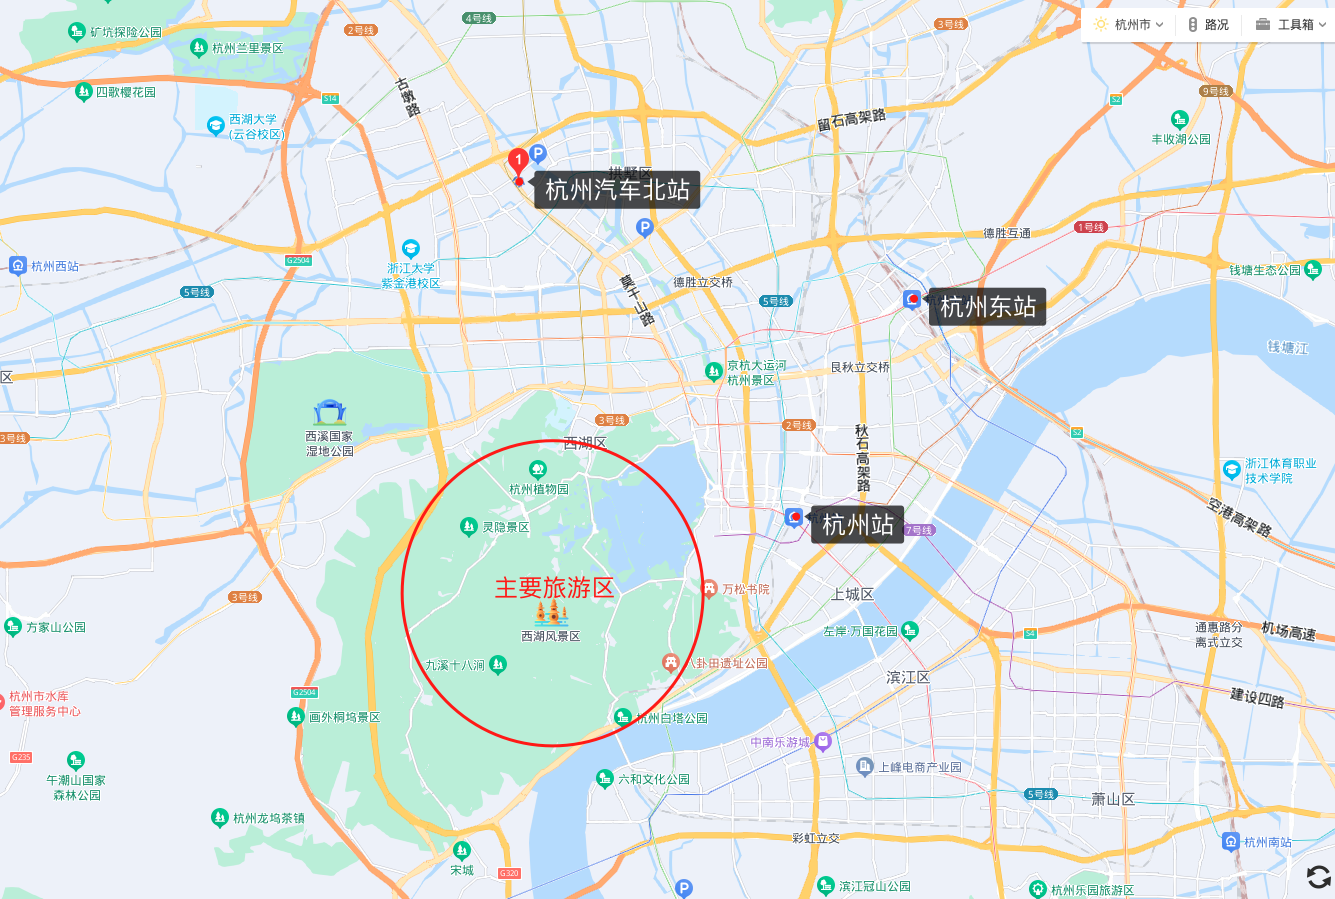 4号线
2号线
3号线
杭州市
路况
工具箱
矿坑探险公园
杭州兰里景区
四歌樱花园
S14
古墩路
S2
9号线
西湖大学
(云谷校区)
留石高架路
丰收湖公园
P
1
拱墅区
杭州汽车北站
P
1号线
德胜互通
浙江大学
紫金港校区
G2504
杭州西站
钱塘生态公园
5号线
莫干山路
德胜立交桥
5号线
杭州东站
钱塘江
京杭大运河
杭州景区
艮秋立交桥
区
西溪国家
湿地公园
3号线
3号线
2号线
秋石高架路
S2
西湖区
浙江体育职业
技术学院
杭州植物园
灵隐景区
空港高架路
杭州站
7号线
主要旅游区
西湖风景区
万松书院
上城区
3号线
方家山公园
左岸·万国花园
S4
通惠路分
离式立交
机场高速
九溪十八涧
八卦田遗址公园
滨江区
建设四路
杭州市水库
管理服务中心
G2504
画外桐坞景区
杭州白塔公园
中南乐游城
G235
午潮山国家
森林公园
六和文化公园
上峰电商产业园
5号线
萧山区
杭州龙坞茶镇
彩虹立交
杭州南站
宋城
G320
P
滨江冠山公园
杭州乐园旅游区